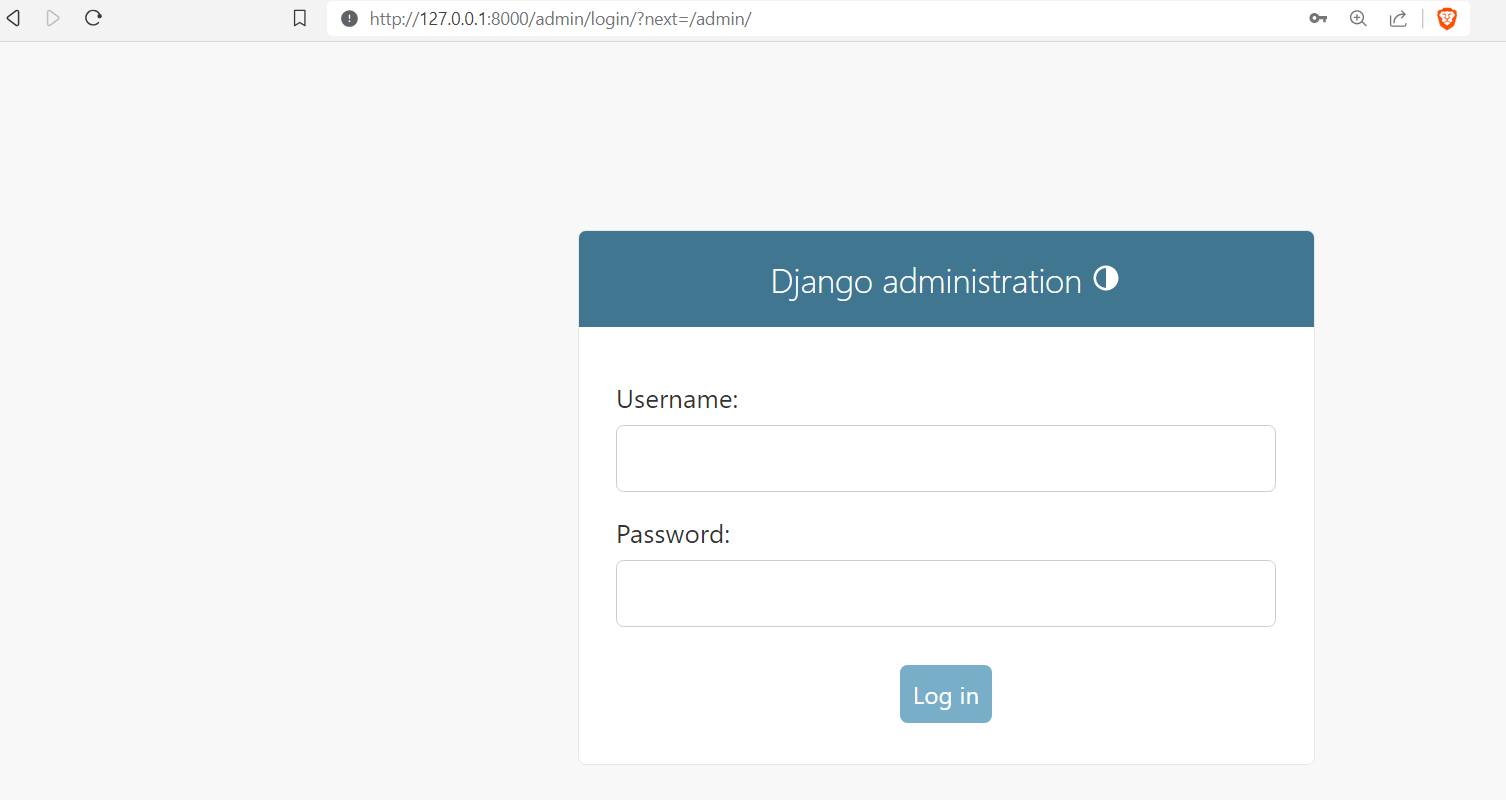 http://127.0.0.1:8000/admin/login/?next=/admin/
Django administration
Username:
Password:
Log in